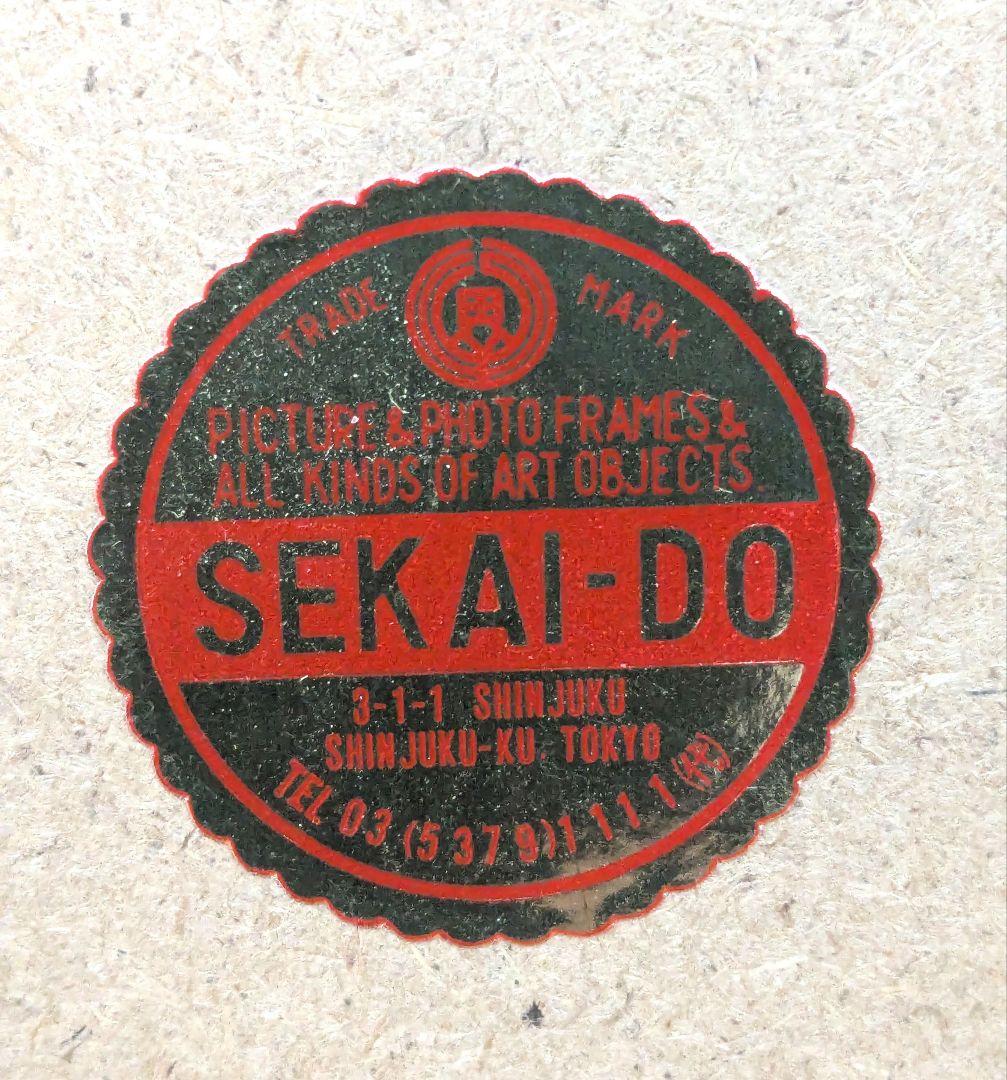 TRADE MARK
PICTURE & PHOTO FRAMES &
ALL KINDS OF ART OBJECTS.
SEKAI-DO
3-1-1 SHINJUKU
SHINJUKU-KU. TOKYO
TEL 03 (5379)1111(代)